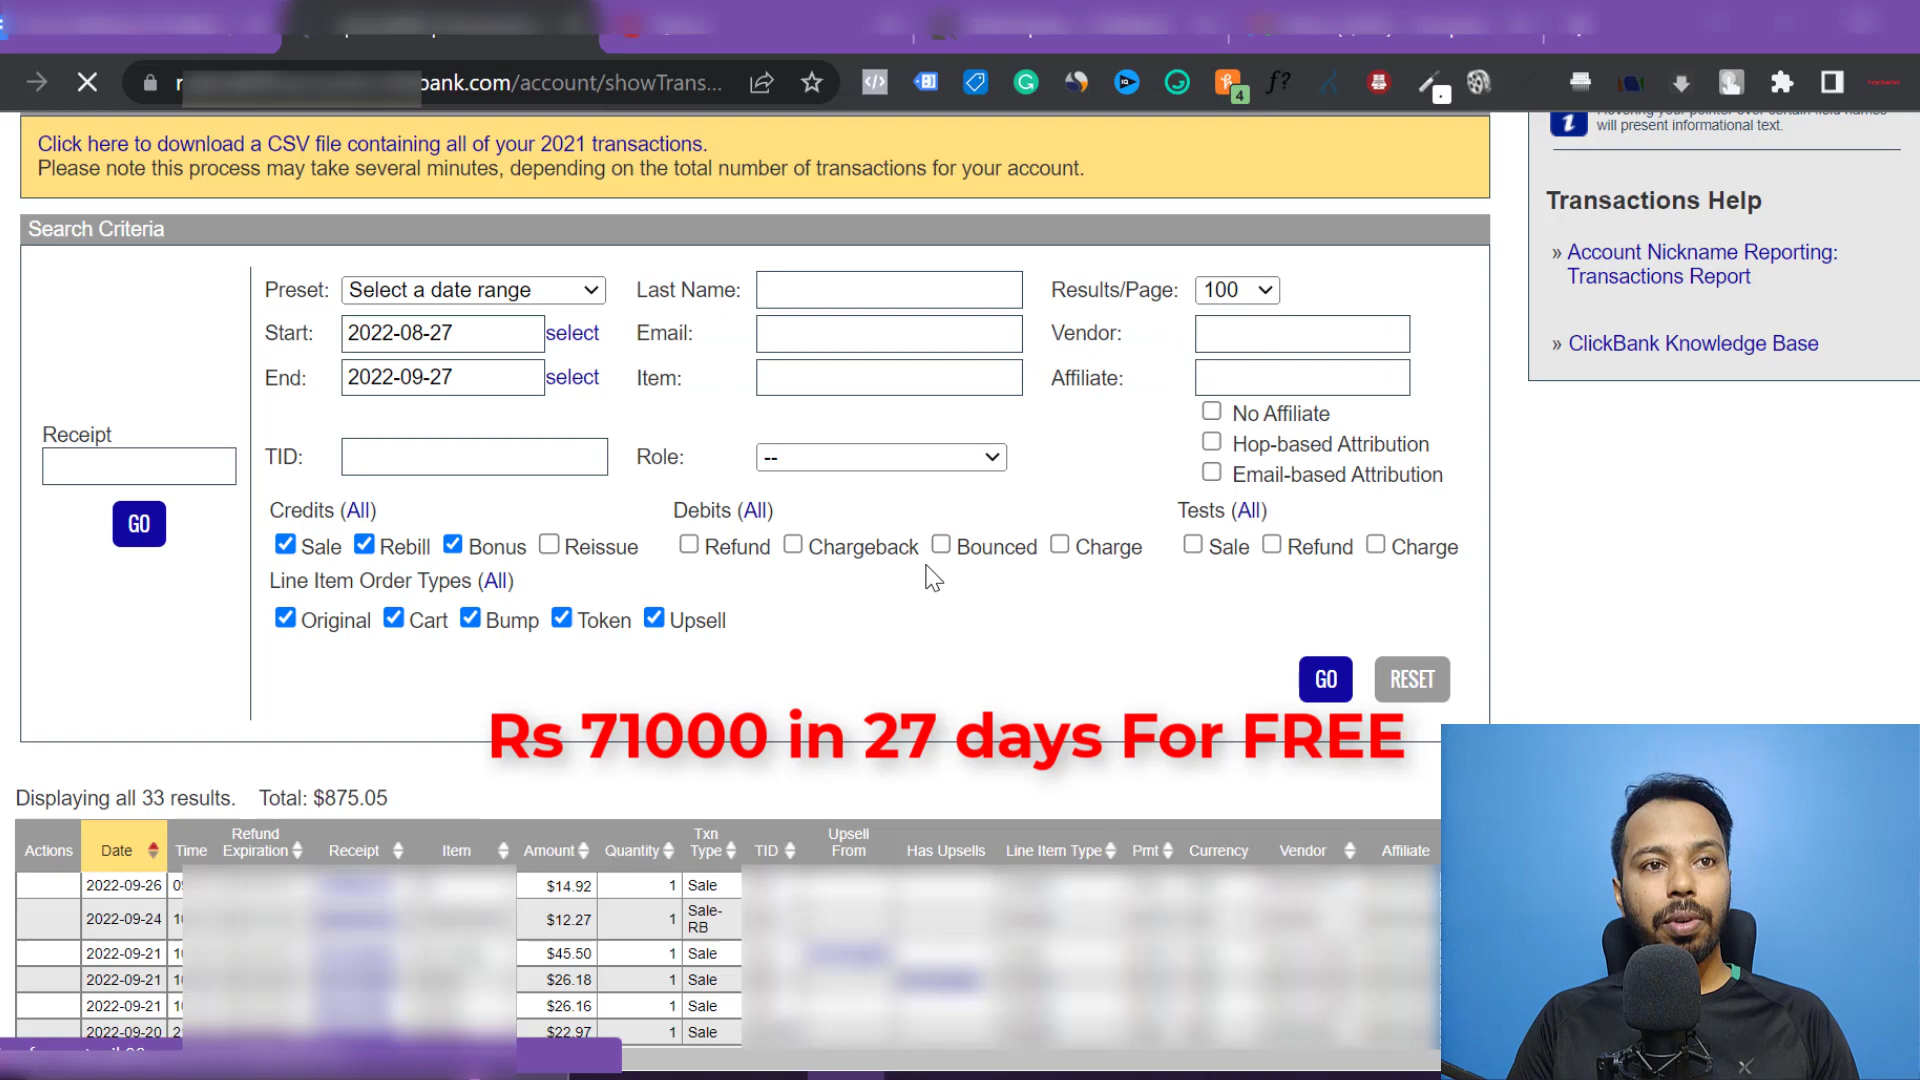 bank.com/account/showTrans...
4
Click here to download a CSV file containing all of your 2021 transactions.
Please note this process may take several minutes, depending on the total number of transactions for your account.
will present informational text.
Transactions Help
» Account Nickname Reporting:
Transactions Report
» ClickBank Knowledge Base
Search Criteria
Preset: Select a date range Last Name: Results/Page: 100
Start: 2022-08-27 select Email: Vendor:
End: 2022-09-27 select Item: Affiliate:
No Affiliate
Hop-based Attribution
Email-based Attribution
Receipt
TID: Role: --
GO
Credits (All) Debits (All) Tests (All)
Sale Rebill Bonus Reissue Refund Chargeback Bounced Charge Sale Refund Charge
Line Item Order Types (All)
Original Cart Bump Token Upsell
GO RESET
Rs 71000 in 27 days For FREE
Displaying all 33 results. Total: $875.05
Actions Date Time Refund Expiration Receipt Item Amount Quantity Txn Type TID Upsell From Has Upsells Line Item Type Pmt Currency Vendor Affiliate
2022-09-26 $14.92 1 Sale
2022-09-24 $12.27 1 Sale-RB
2022-09-21 $45.50 1 Sale
2022-09-21 $26.18 1 Sale
2022-09-21 $26.16 1 Sale
2022-09-20 $22.97 1 Sale